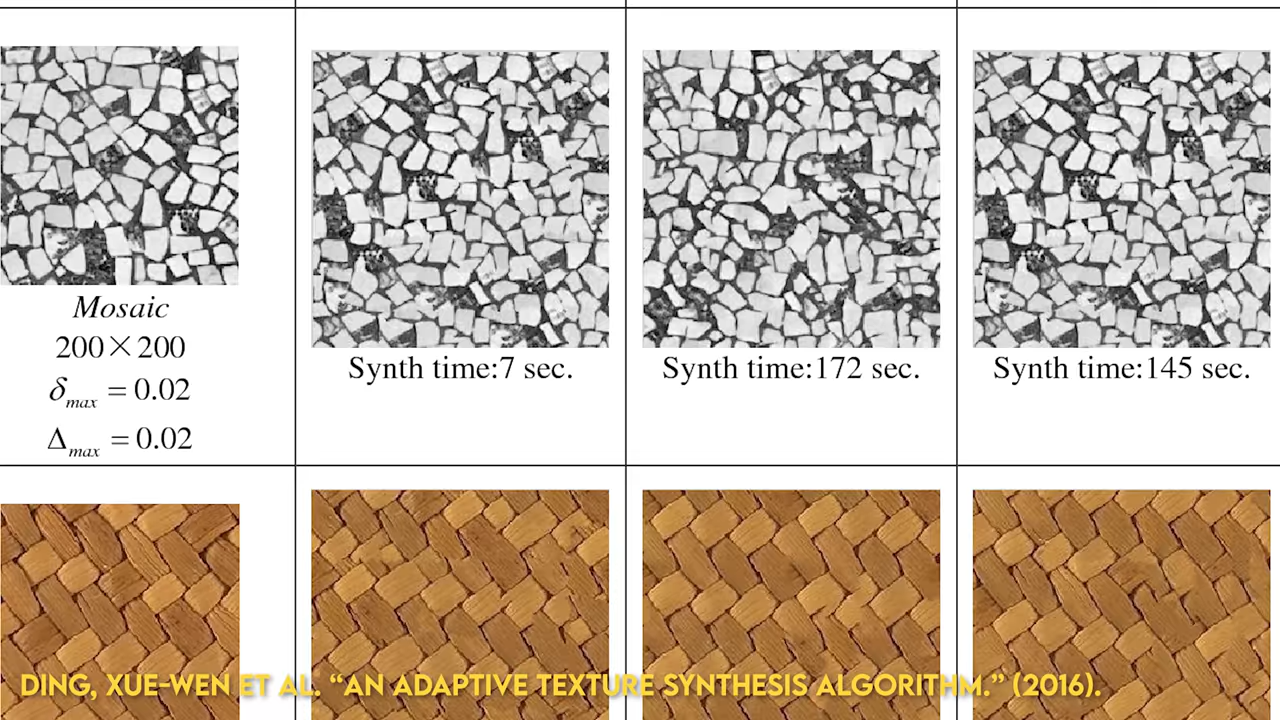 Mosaic
200×200
δmax = 0.02
Δmax = 0.02
Synth time:7 sec.
Synth time:172 sec.
Synth time:145 sec.
DING, XUE-WEN ET AL. “AN ADAPTIVE TEXTURE SYNTHESIS ALGORITHM.” (2016).